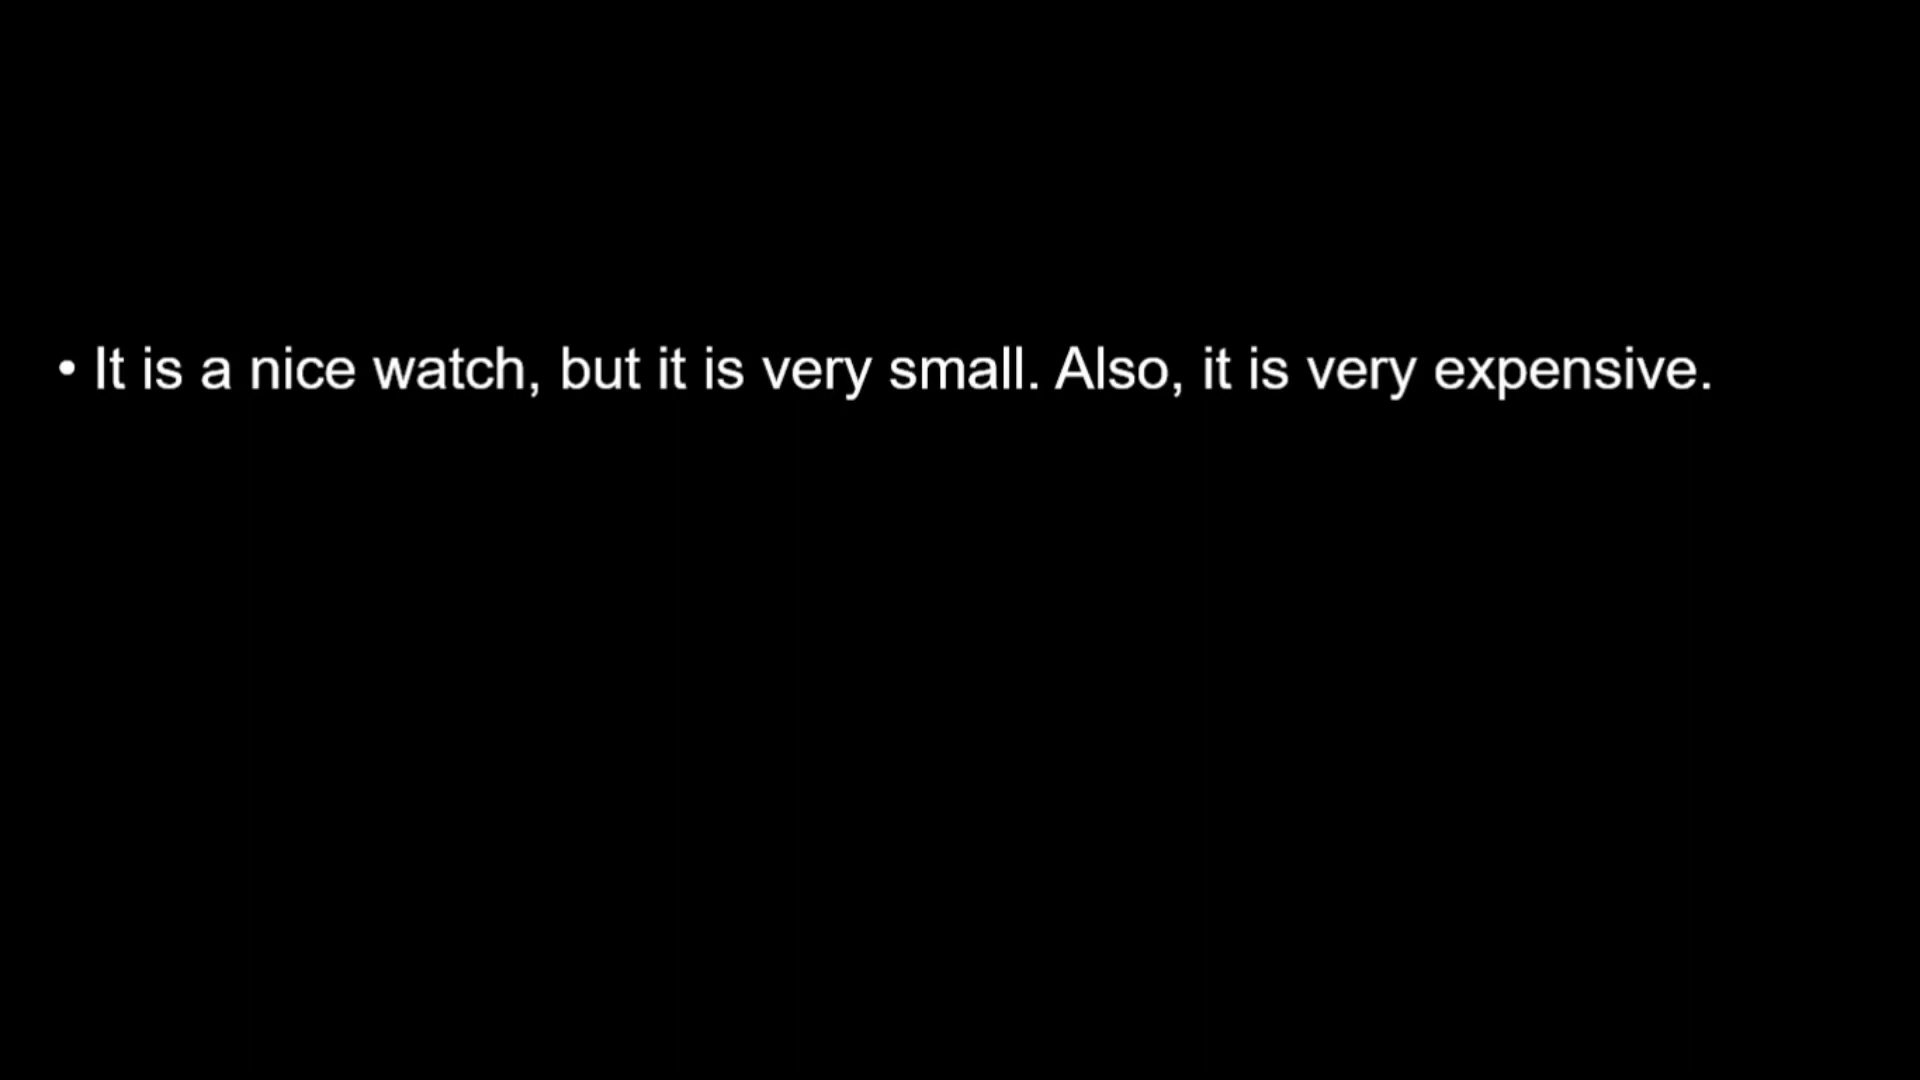 • It is a nice watch, but it is very small. Also, it is very expensive.